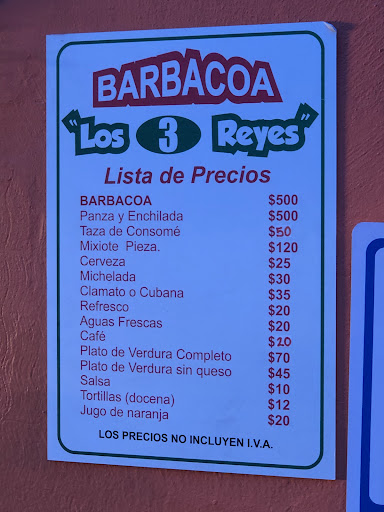 BARBACOA
"Los 3 Reyes"
Lista de Precios
BARBACOA $500
Panza y Enchilada $500
Taza de Consomé $50
Mixiote Pieza. $120
Cerveza $25
Michelada $30
Clamato o Cubana $35
Refresco $20
Aguas Frescas $20
Café $20
Plato de Verdura Completo $70
Plato de Verdura sin queso $45
Salsa $10
Tortillas (docena) $12
Jugo de naranja $20
LOS PRECIOS NO INCLUYEN I.V.A.